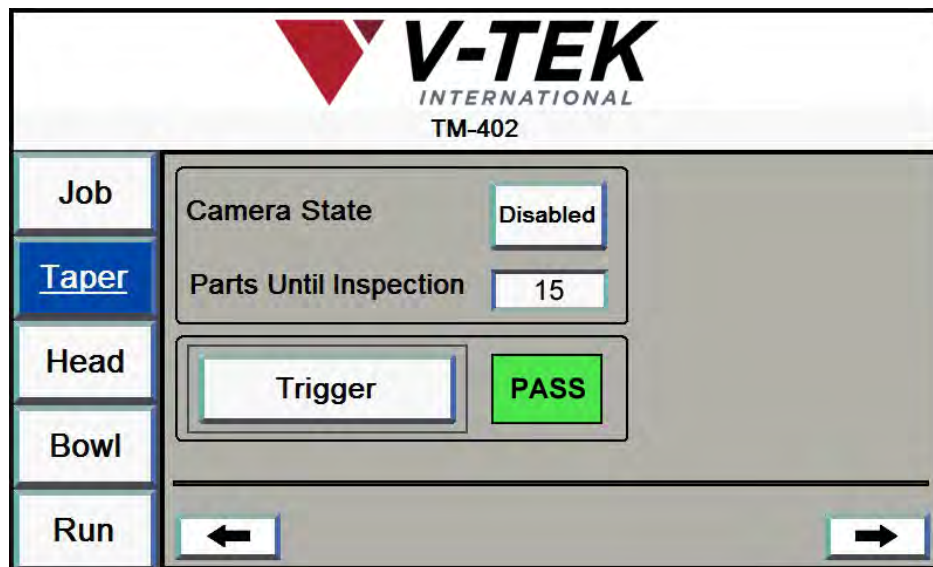 V-TEK
INTERNATIONAL
TM-402
Job
Taper
Head
Bowl
Run
Camera State
Disabled
Parts Until Inspection
15
Trigger
PASS